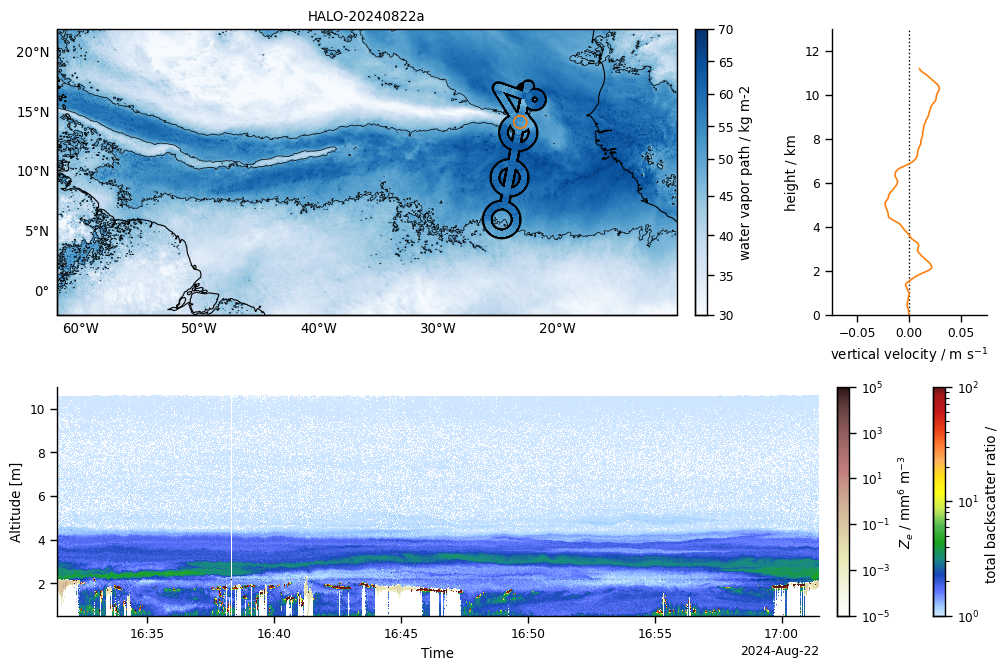 HALO-20240822a
20°N
15°N
10°N
5°N
0°
60°W
50°W
40°W
30°W
20°W
70
65
60
55
50
45
40
35
30
water vapor path / kg m-2
12
10
8
6
4
2
0
height / km
−0.05
0.00
0.05
vertical velocity / m s⁻¹
10
8
6
4
2
Altitude [m]
16:35
16:40
16:45
16:50
16:55
17:00
2024-Aug-22
Time
10⁵
10³
10¹
10⁻¹
10⁻³
10⁻⁵
Zₑ / mm⁶ m⁻³
10²
10¹
10⁰
total backscatter ratio /